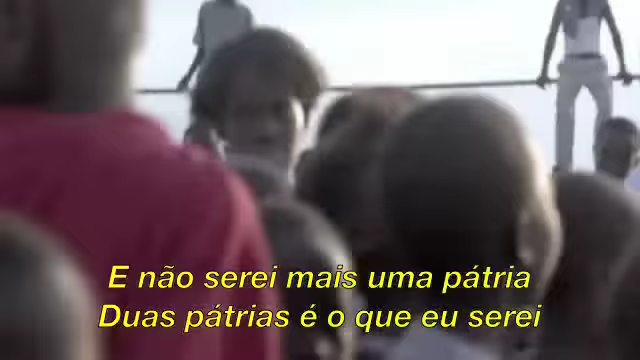 E não serei mais uma pátria
Duas pátrias é o que eu serei